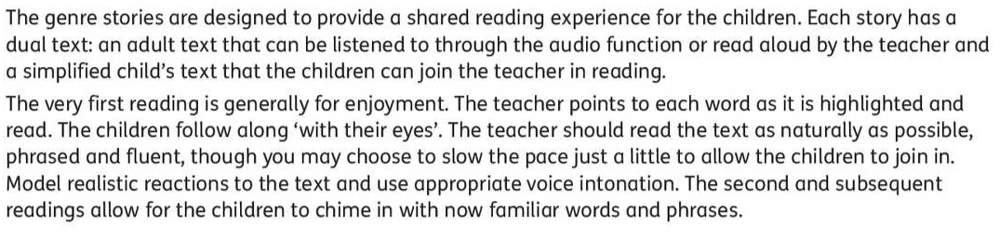 The genre stories are designed to provide a shared reading experience for the children. Each story has a
dual text: an adult text that can be listened to through the audio function or read aloud by the teacher and
a simplified child’s text that the children can join the teacher in reading.
The very first reading is generally for enjoyment. The teacher points to each word as it is highlighted and
read. The children follow along ‘with their eyes’. The teacher should read the text as naturally as possible,
phrased and fluent, though you may choose to slow the pace just a little to allow the children to join in.
Model realistic reactions to the text and use appropriate voice intonation. The second and subsequent
readings allow for the children to chime in with now familiar words and phrases.